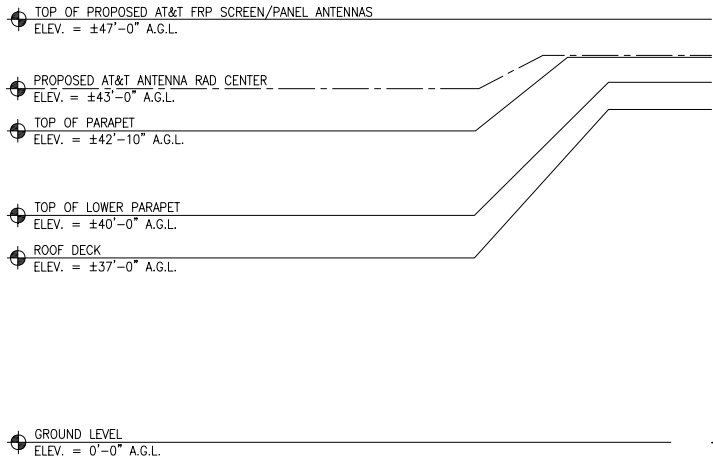 TOP OF PROPOSED AT&T FRP SCREEN/PANEL ANTENNAS
ELEV. = ±47'-0" A.G.L.
PROPOSED AT&T ANTENNA RAD CENTER
ELEV. = ±43'-0" A.G.L.
TOP OF PARAPET
ELEV. = ±42'-10" A.G.L.
TOP OF LOWER PARAPET
ELEV. = ±40'-0" A.G.L.
ROOF DECK
ELEV. = ±37'-0" A.G.L.
GROUND LEVEL
ELEV. = 0'-0" A.G.L.